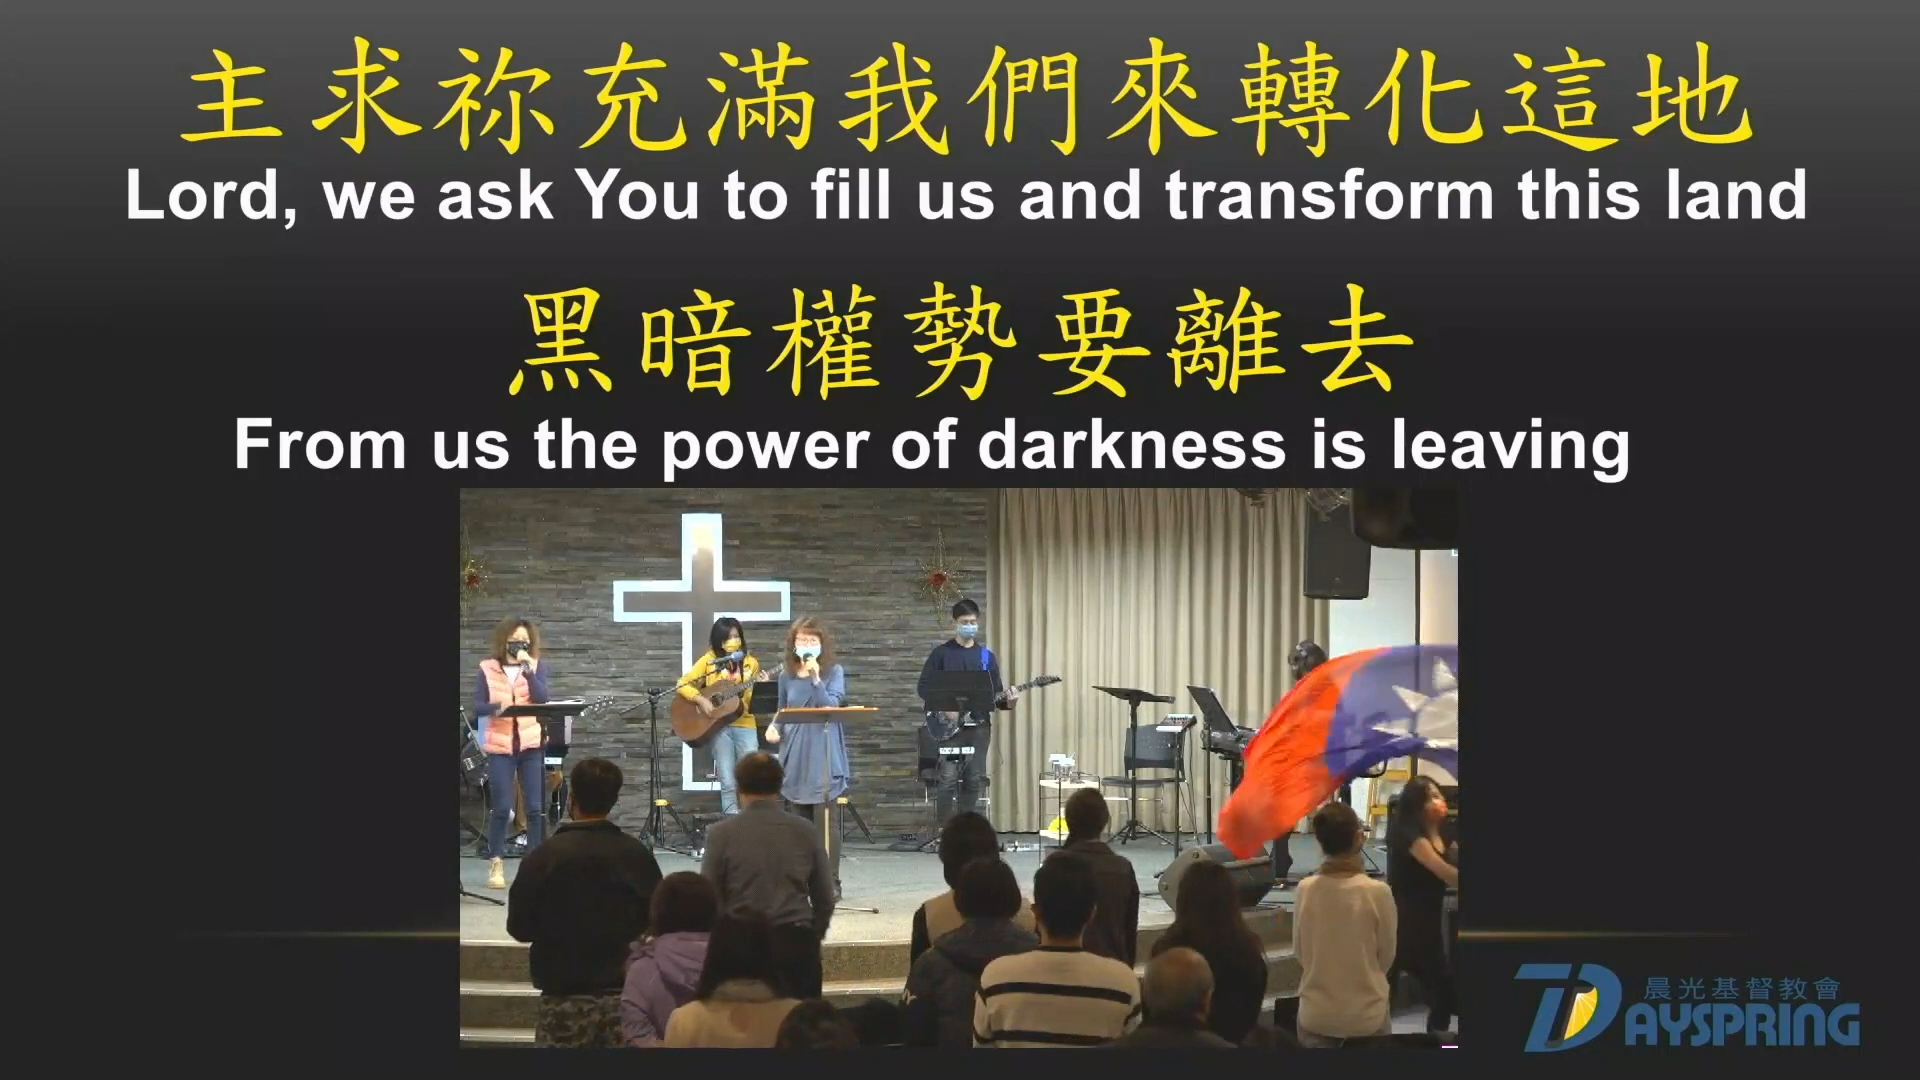 主求祢充滿我們來轉化這地
Lord, we ask You to fill us and transform this land
黑暗權勢要離去
From us the power of darkness is leaving
晨光基督教會
DAYSPRING